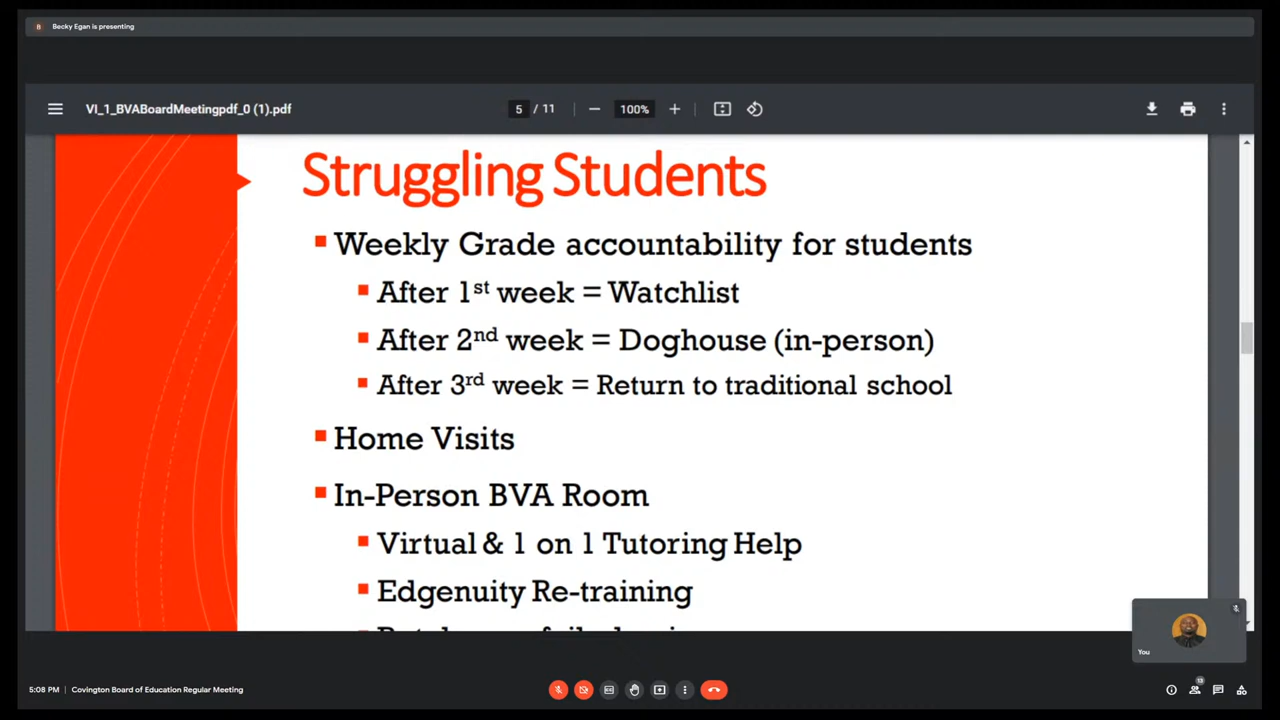 Becky Egan is presenting
VI_1_BVABoardMeetingpdf_0 (1).pdf
5 / 11
100%
Struggling Students
Weekly Grade accountability for students
After 1st week = Watchlist
After 2nd week = Doghouse (in-person)
After 3rd week = Return to traditional school
Home Visits
In-Person BVA Room
Virtual & 1 on 1 Tutoring Help
Edgenuity Re-training
You
5:08 PM | Covington Board of Education Regular Meeting
13